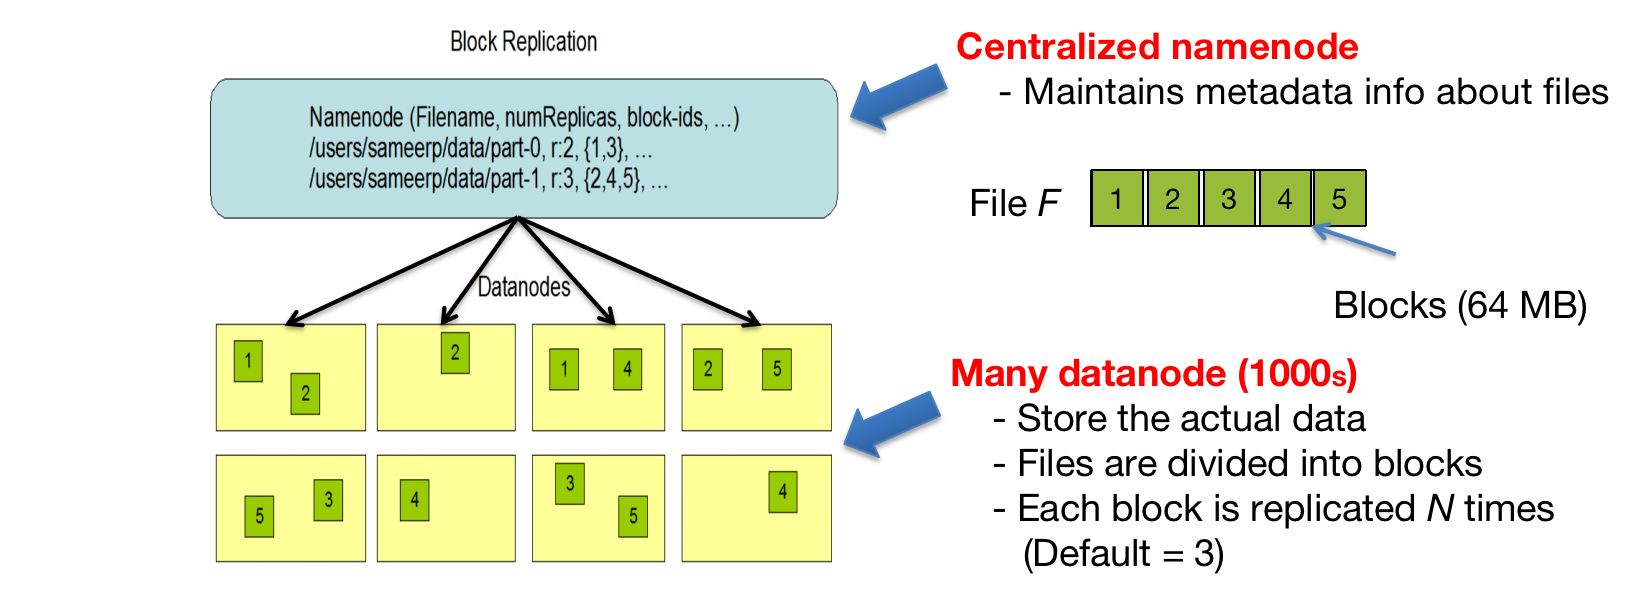 Block Replication
Namenode (Filename, numReplicas, block-ids, ...)
/users/sameerp/data/part-0, r:2, {1,3}, ...
/users/sameerp/data/part-1, r:3, {2,4,5}, ...
Datanodes
1
2
2
1 4
2 5
5 3
4
3
5
4
Centralized namenode
- Maintains metadata info about files
File F 1 2 3 4 5
Blocks (64 MB)
Many datanode (1000s)
- Store the actual data
- Files are divided into blocks
- Each block is replicated N times
(Default = 3)